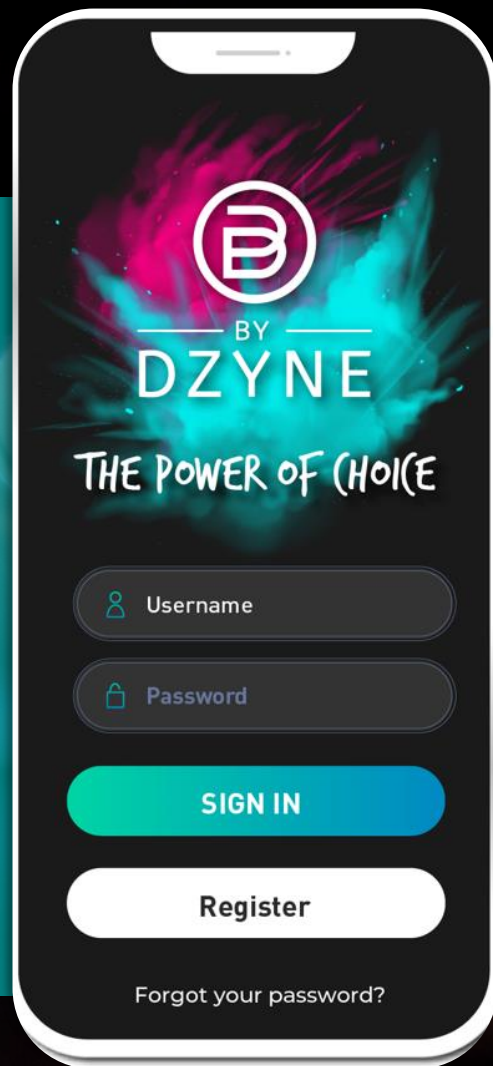 B
BY
DZYNE
THE POWER OF CHOICE
Username
Password
SIGN IN
Register
Forgot your password?